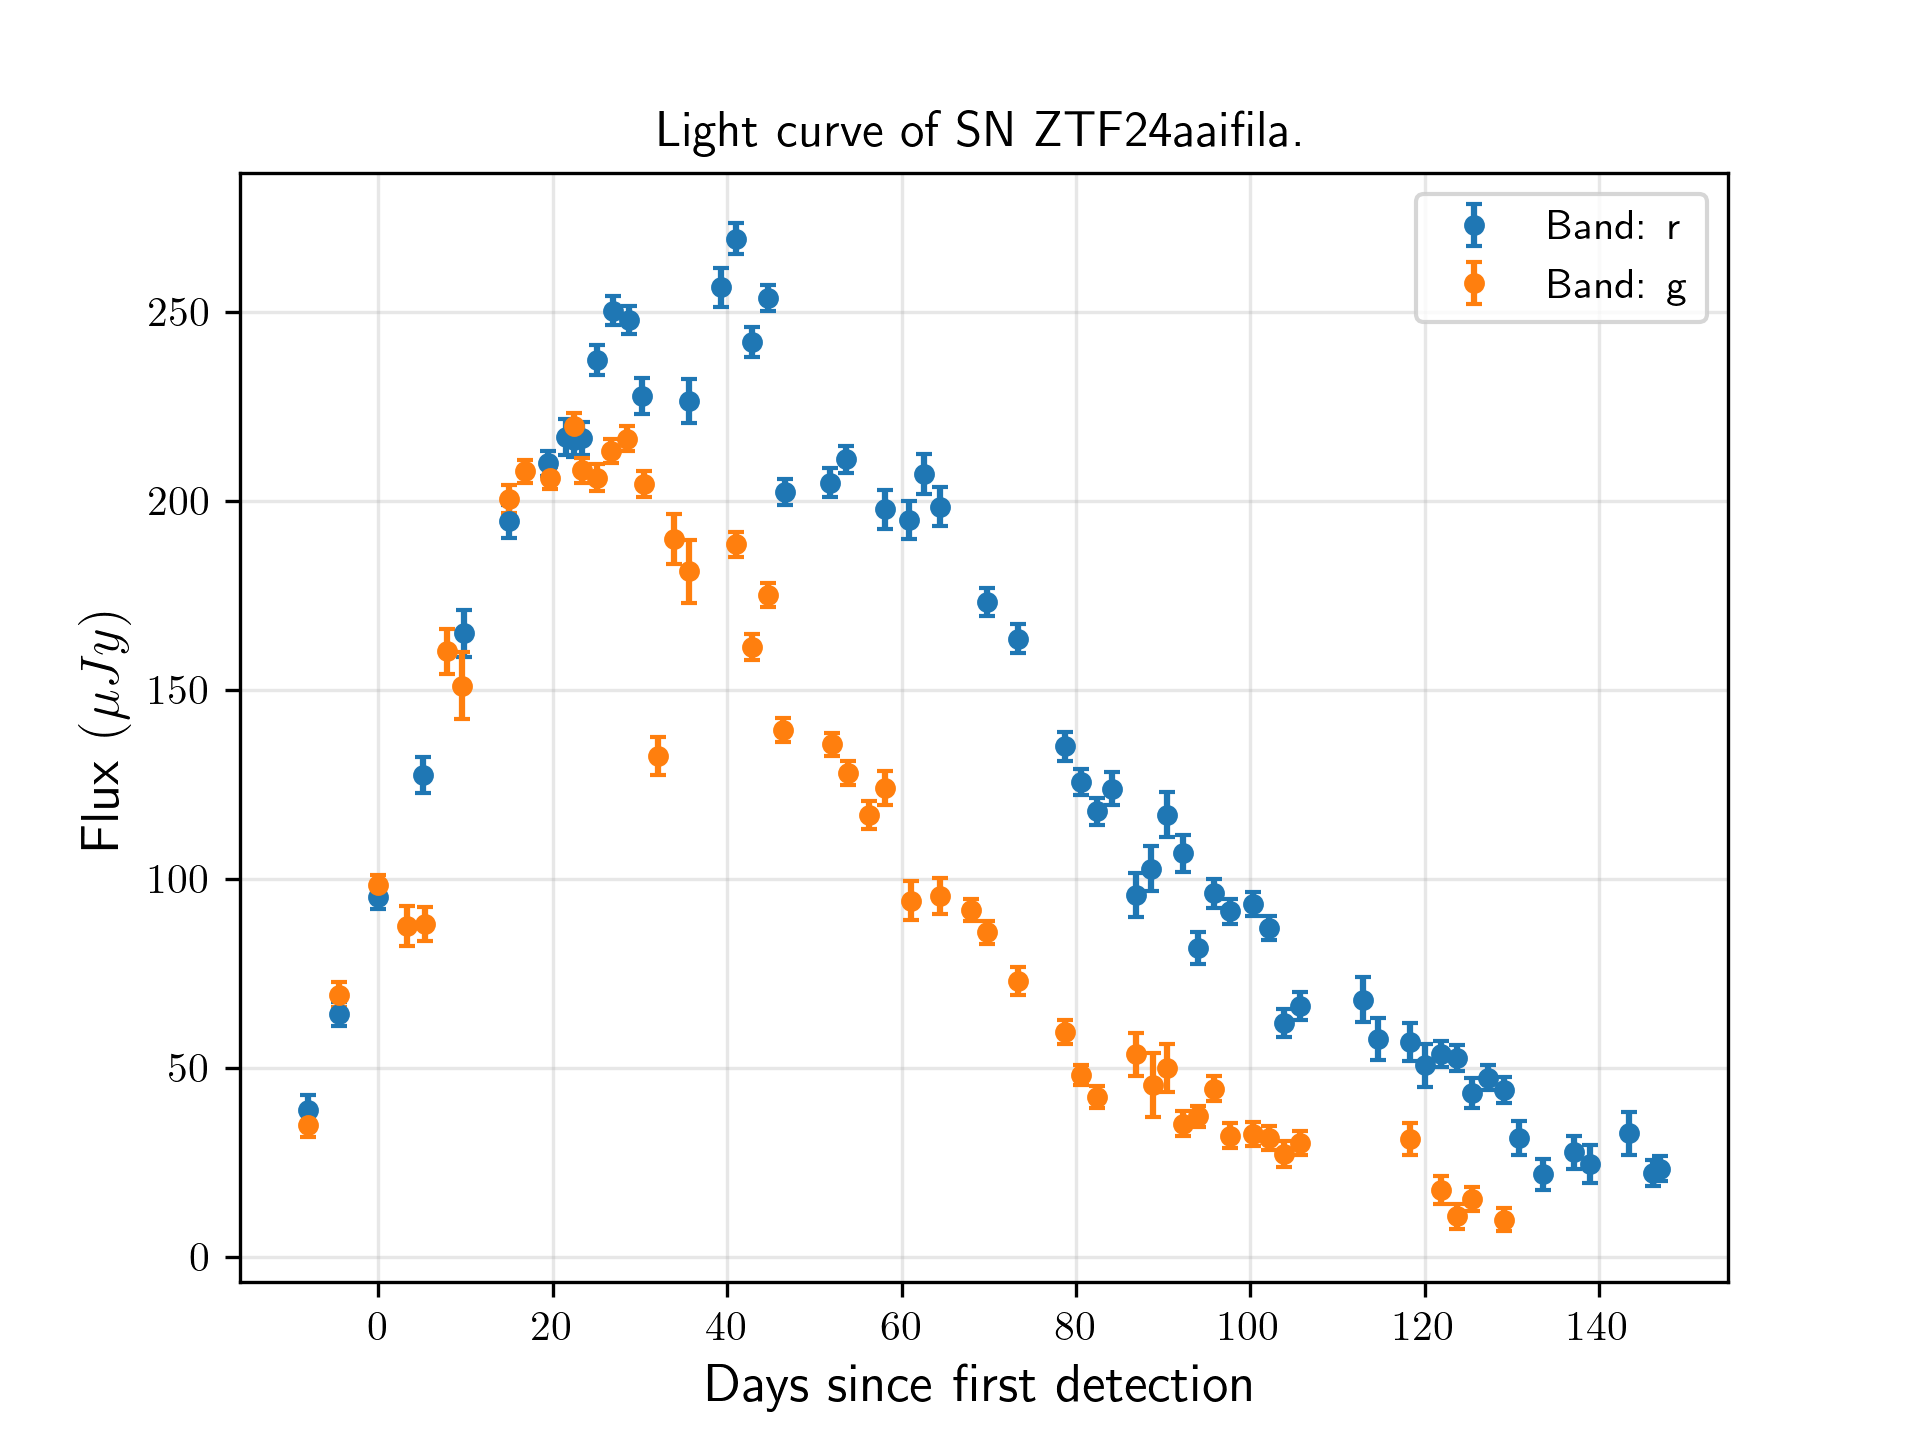 Light curve of SN ZTF24aaifila.
Band: r
Band: g
250
200
150
100
50
0
Flux (μJy)
0 20 40 60 80 100 120 140
Days since first detection